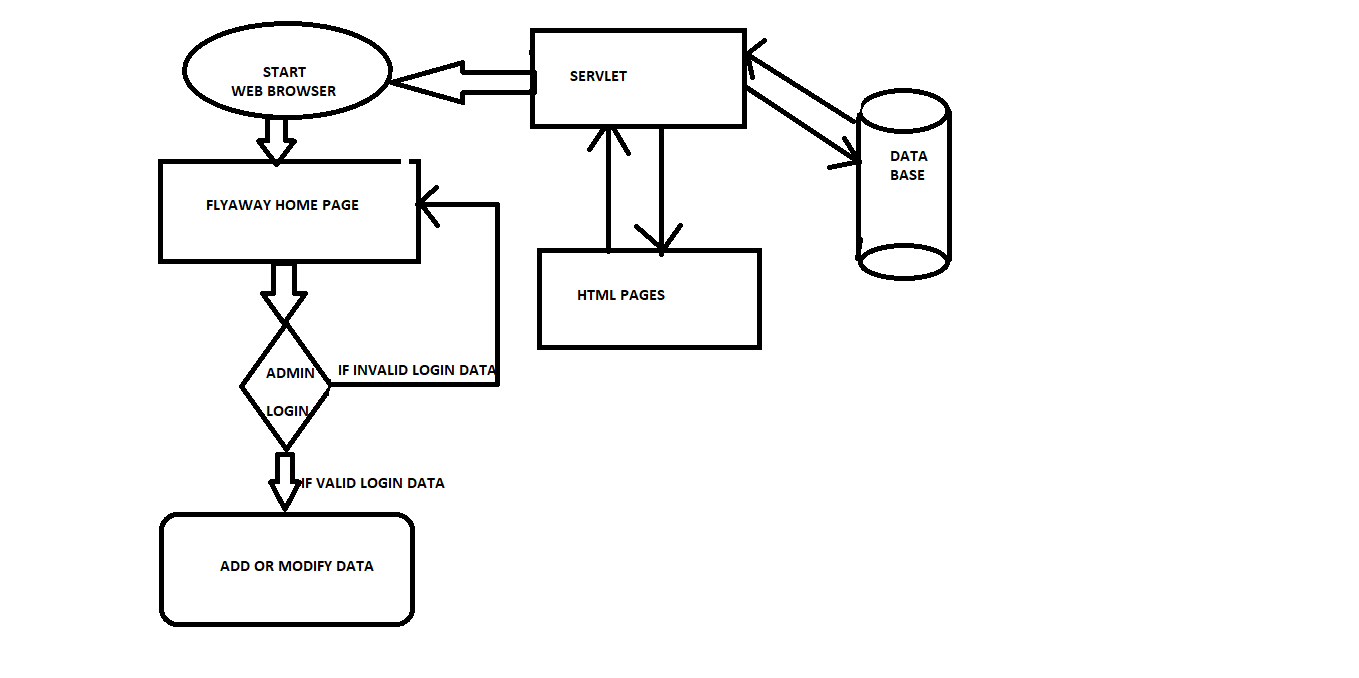 START
WEB BROWSER
SERVLET
DATA
BASE
FLYAWAY HOME PAGE
HTML PAGES
ADMIN
LOGIN
IF INVALID LOGIN DATA
IF VALID LOGIN DATA
ADD OR MODIFY DATA